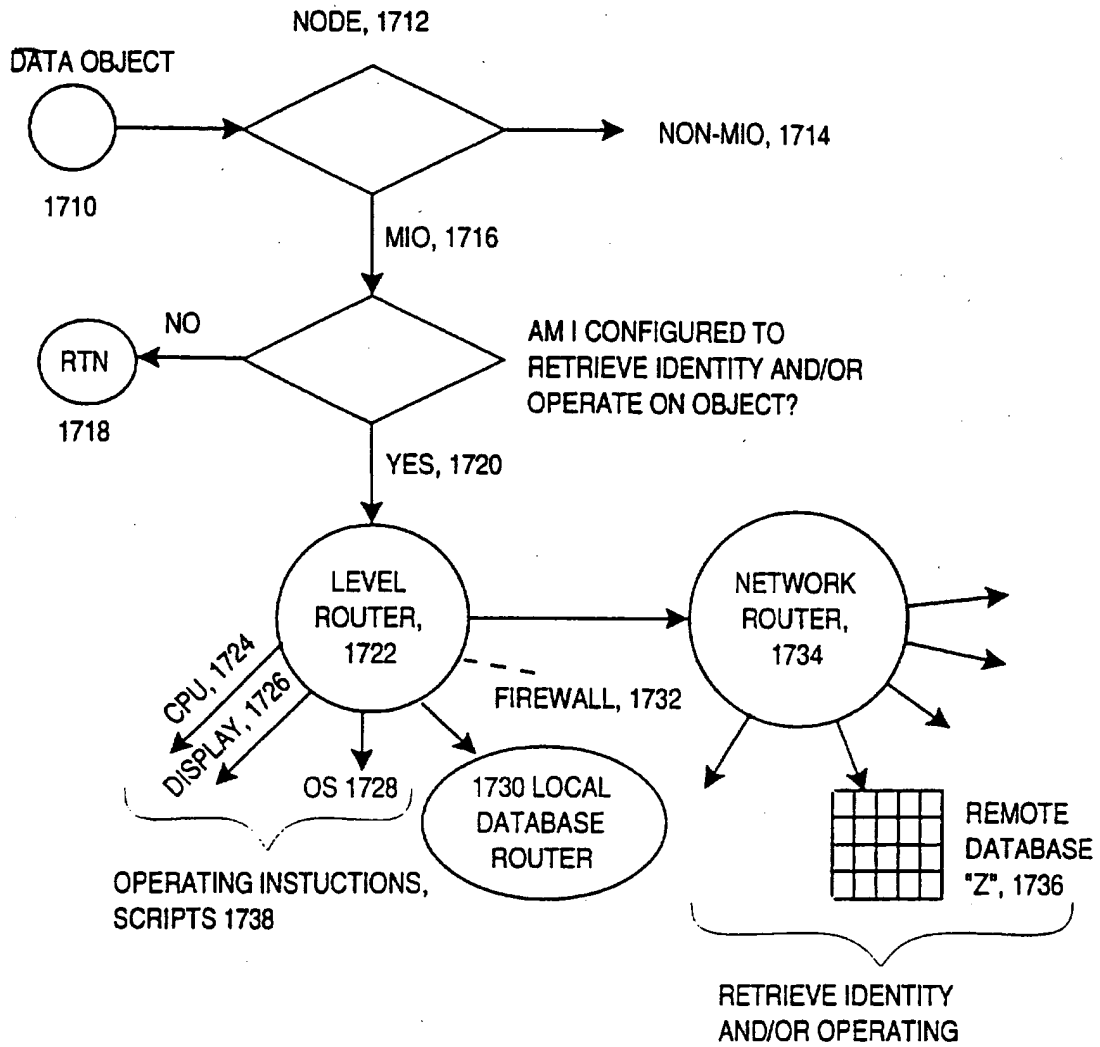 NODE, 1712
DATA OBJECT
NON-MIO, 1714
1710
MIO, 1716
NO
RTN
1718
AM I CONFIGURED TO
RETRIEVE IDENTITY AND/OR
OPERATE ON OBJECT?
YES, 1720
LEVEL
ROUTER,
1722
NETWORK
ROUTER,
1734
CPU, 1724
DISPLAY, 1726
FIREWALL, 1732
OS 1728
1730 LOCAL
DATABASE
ROUTER
REMOTE
DATABASE
"Z", 1736
OPERATING INSTUCTIONS,
SCRIPTS 1738
RETRIEVE IDENTITY
AND/OR OPERATING